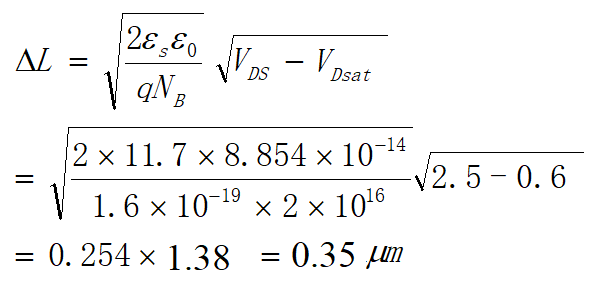 ΔL = √(2ε_s ε_0 / qN_B) √(V_DS − V_Dsat)
= √(2 × 11.7 × 8.854 × 10^−14 / 1.6 × 10^−19 × 2 × 10^16) √(2.5 − 0.6)
= 0.254 × 1.38 = 0.35 μm